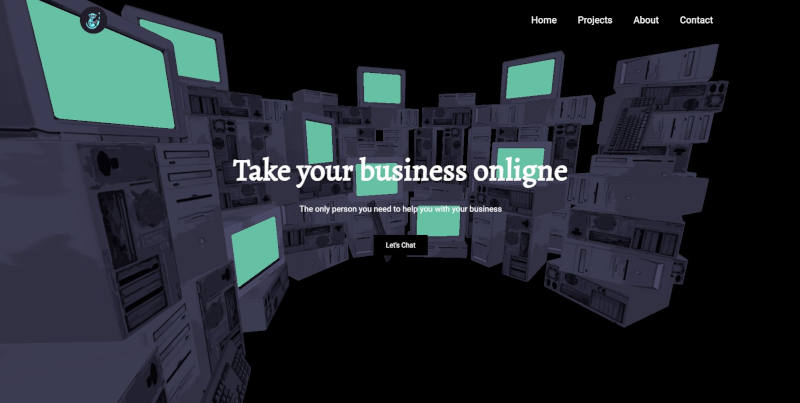 Home Projects About Contact
Take your business onligne
The only person you need to help you with your business
Let's Chat